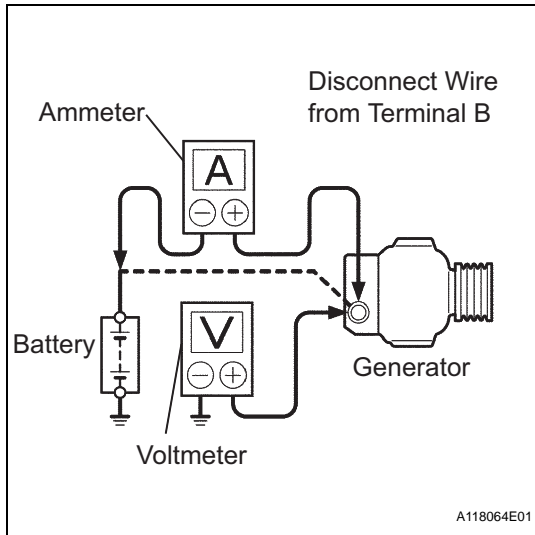 Disconnect Wire
from Terminal B
Ammeter
A
− +
Battery
V
− +
Generator
Voltmeter
A118064E01